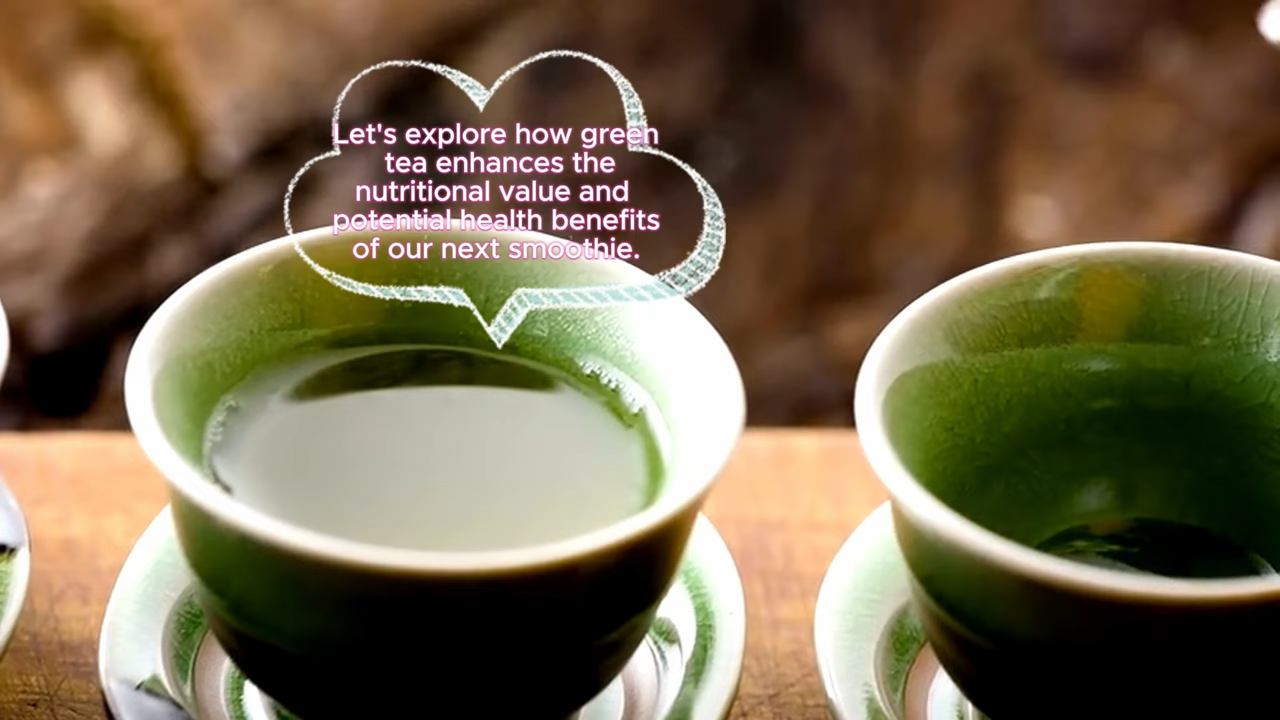 Let's explore how green
tea enhances the
nutritional value and
potential health benefits
of our next smoothie.